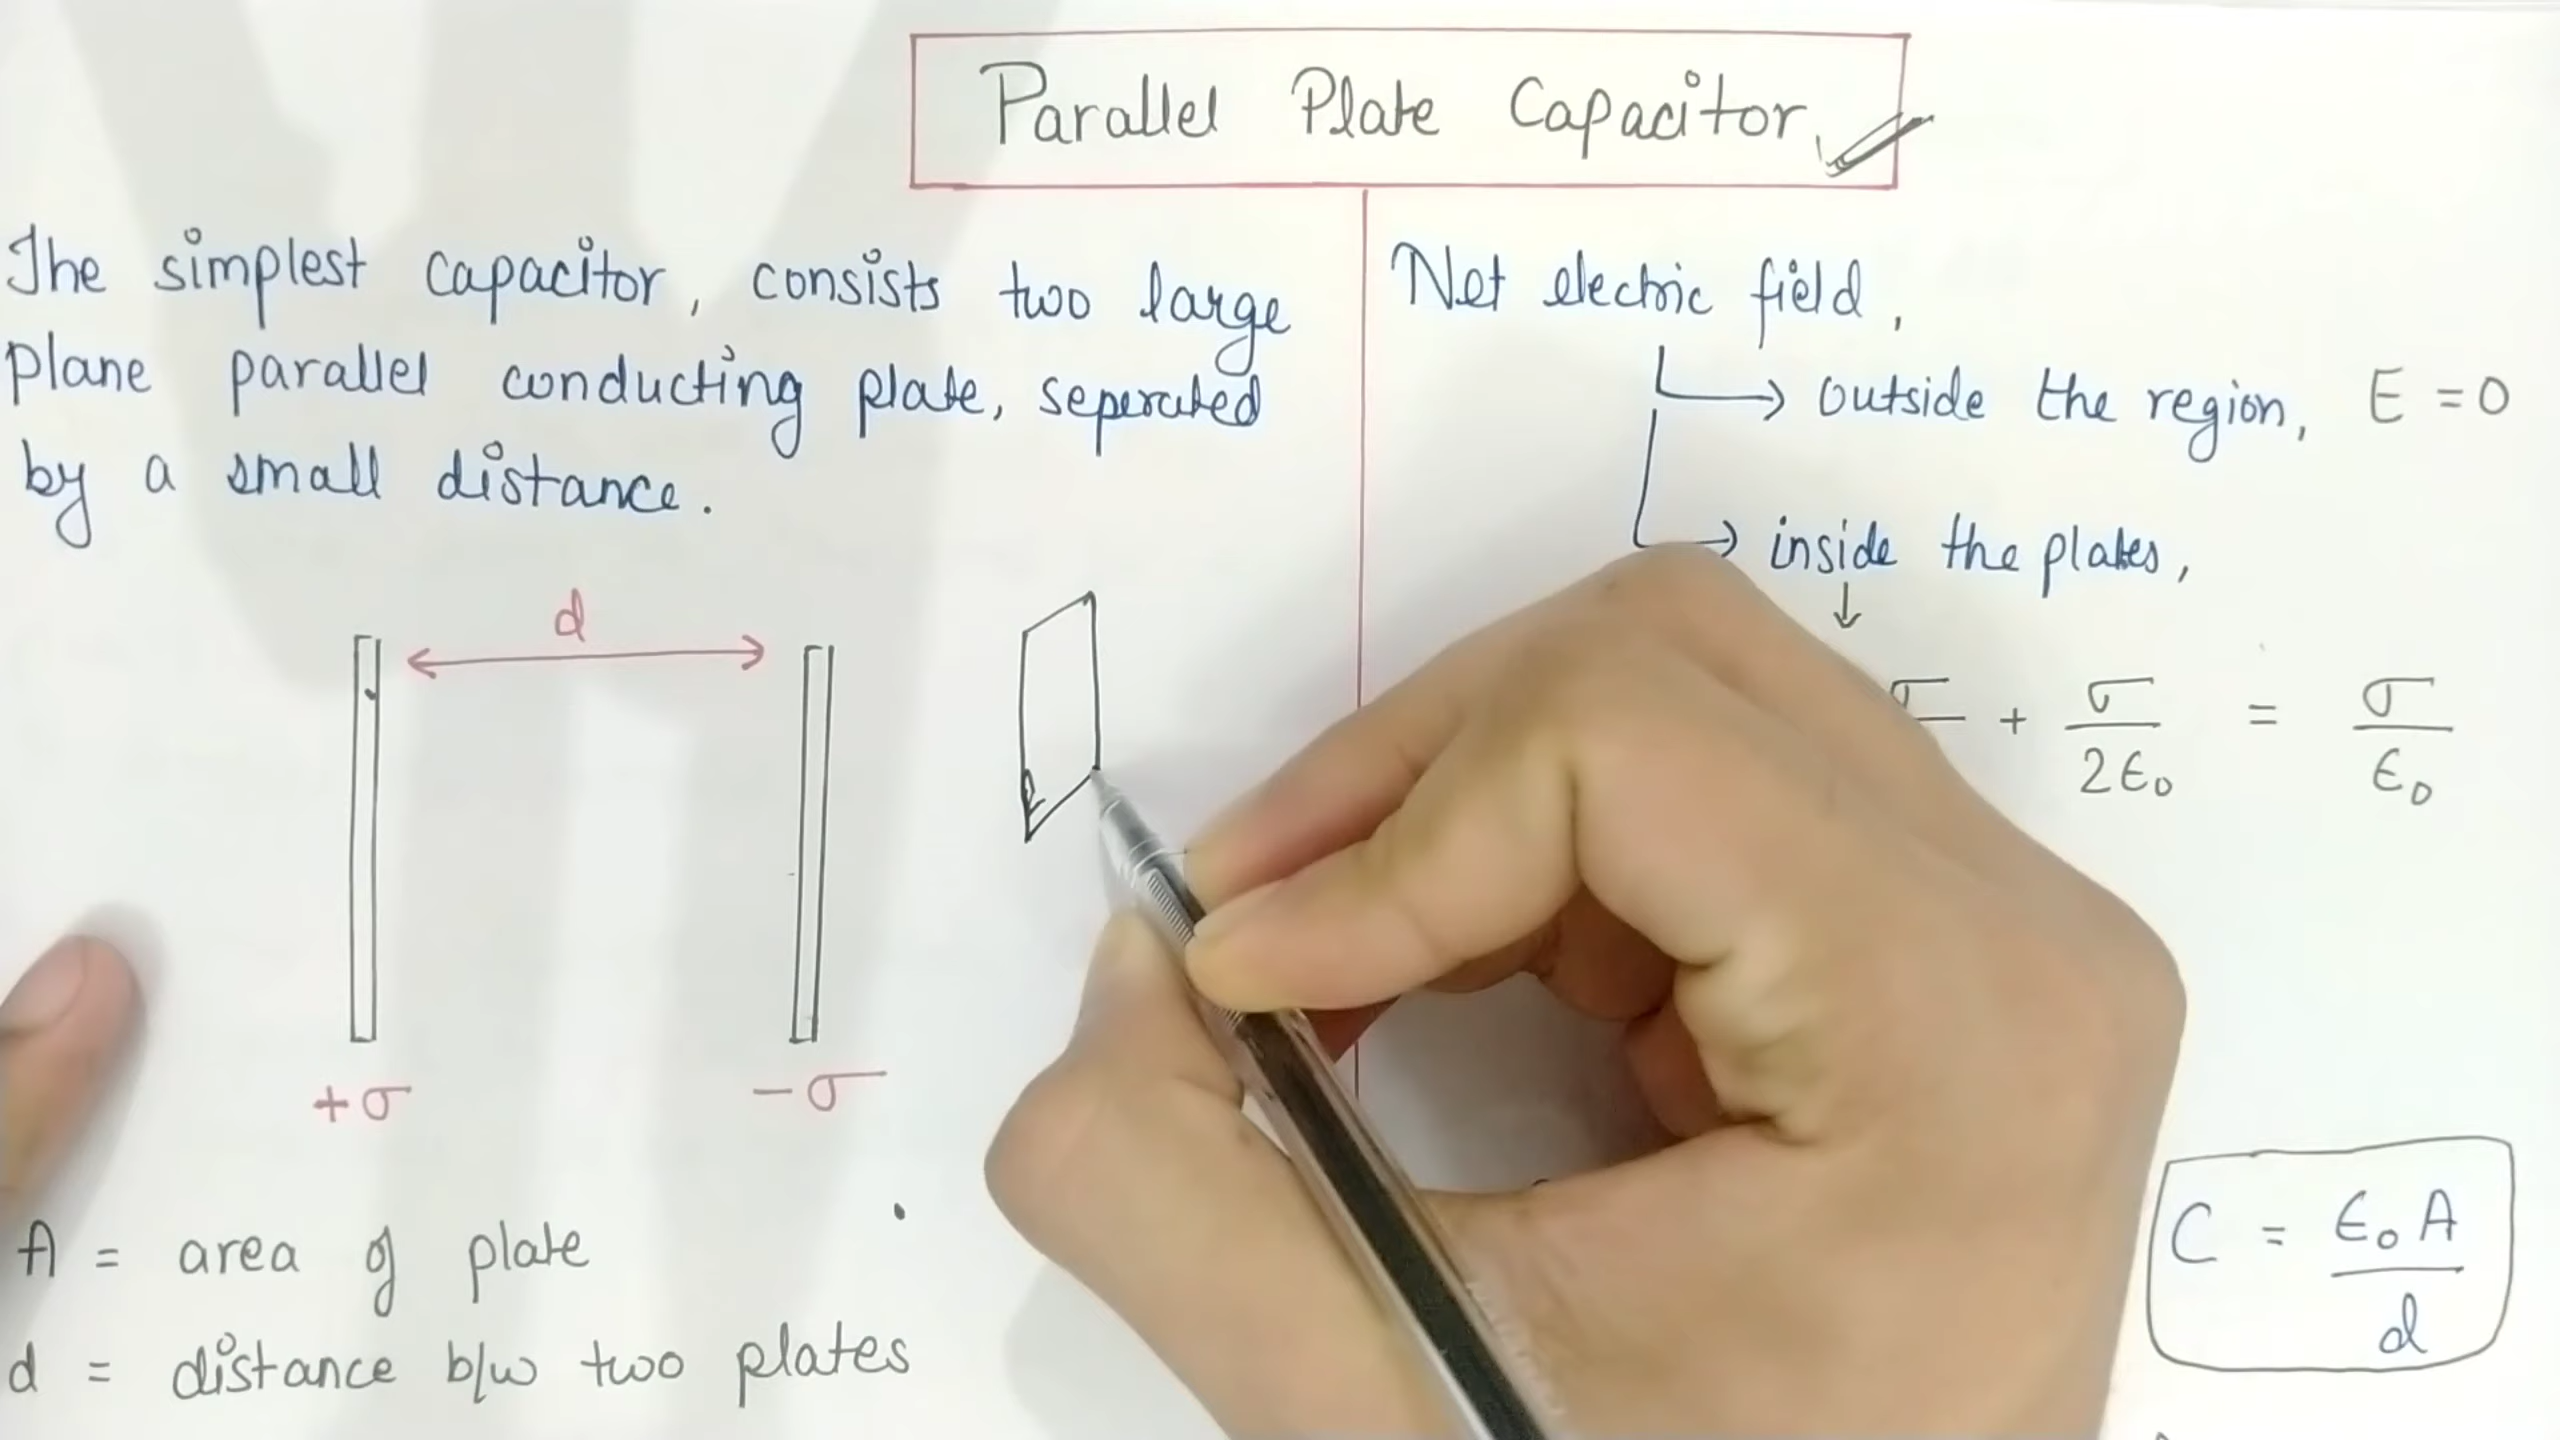 Parallel Plate Capacitor
The simplest capacitor, consists two large
plane parallel conducting plate, seperated
by a small distance.
d
+σ
-σ
A = area of plate
d = distance b/w two plates
Net electric field,
outside the region, E = 0
inside the plates,
+ σ/2ϵ₀ = σ/ϵ₀
C = ϵ₀A/d